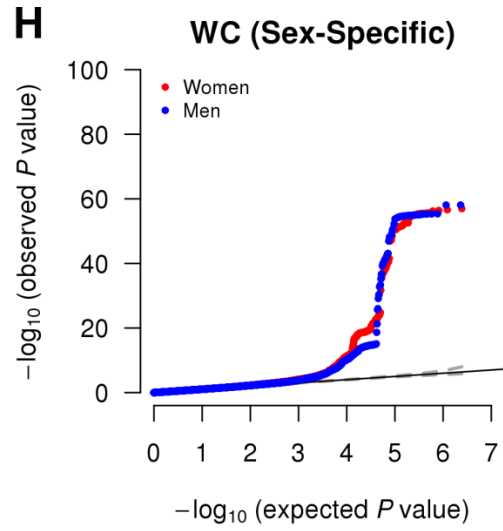 H
WC (Sex-Specific)
Women
Men
−log10 (observed P value)
100
80
60
40
20
0
0 1 2 3 4 5 6 7
−log10 (expected P value)